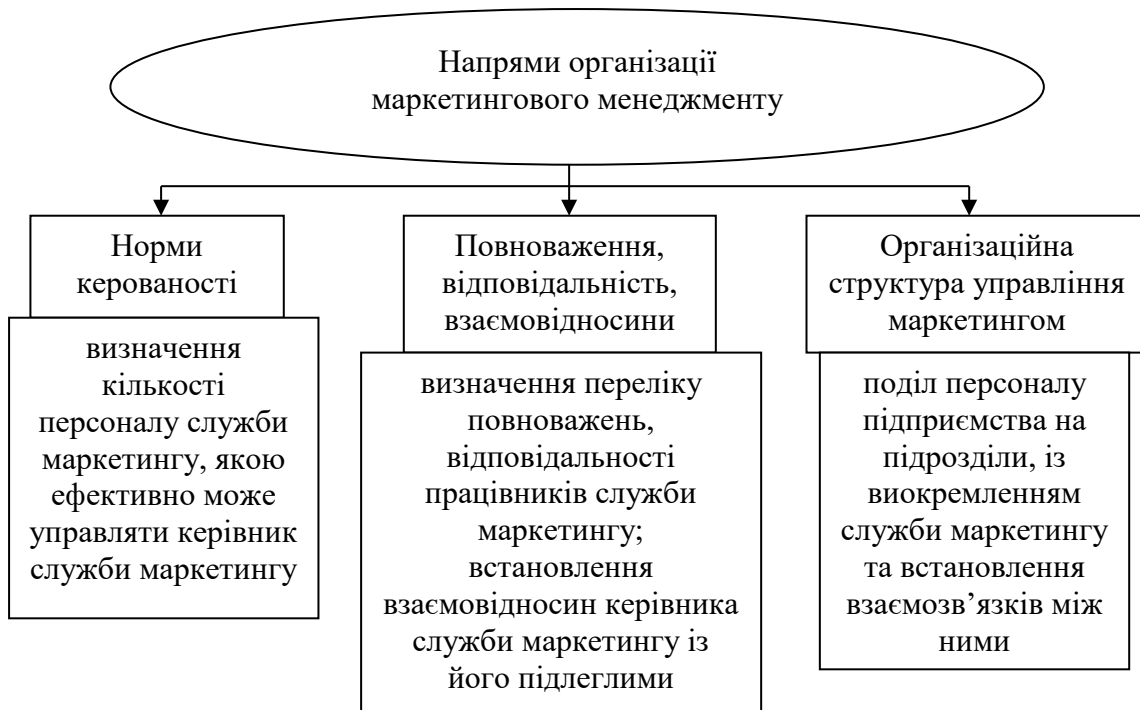 Напрями організації
маркетингового менеджменту
Норми
керованості
визначення
кількості
персоналу служби
маркетингу, якою
ефективно може
управляти керівник
служби маркетингу
Повноваження,
відповідальність,
взаємовідносини
визначення переліку
повноважень,
відповідальності
працівників служби
маркетингу;
встановлення
взаємовідносин керівника
служби маркетингу із
його підлеглими
Організаційна
структура управління
маркетингом
поділ персоналу
підприємства на
підрозділи, із
виокремленням
служби маркетингу
та встановлення
взаємозв’язків між
ними